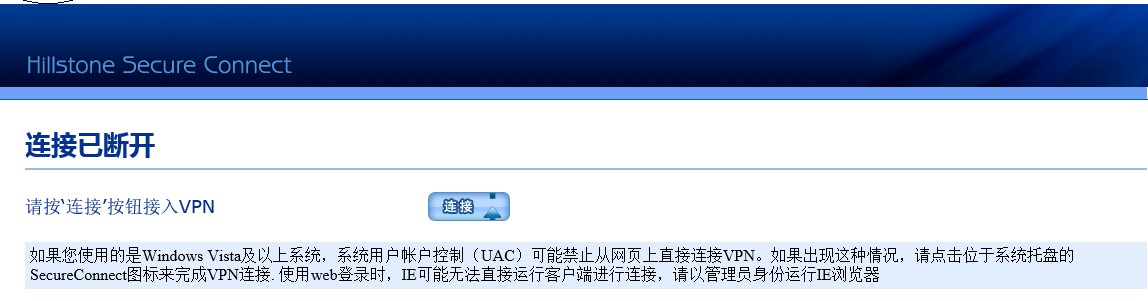 Hillstone Secure Connect
连接已断开
请按‘连接’按钮接入VPN
连接
如果您使用的是Windows Vista及以上系统，系统用户帐户控制（UAC）可能禁止从网页上直接连接VPN。如果出现这种情况，请点击位于系统托盘的
SecureConnect图标来完成VPN连接. 使用web登录时，IE可能无法直接运行客户端进行连接，请以管理员身份运行IE浏览器